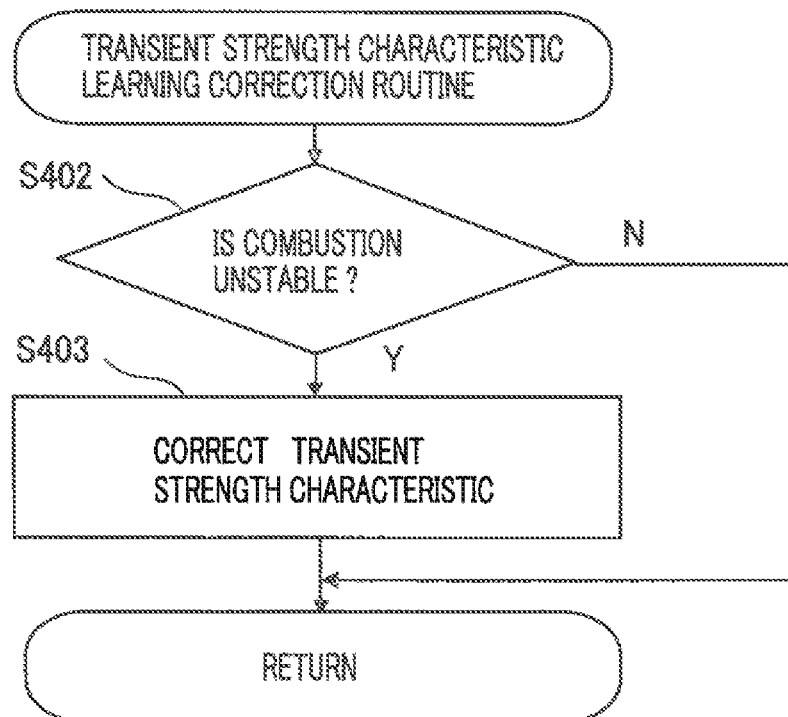 TRANSIENT STRENGTH CHARACTERISTIC
LEARNING CORRECTION ROUTINE
S402
IS COMBUSTION
UNSTABLE ?
N
S403
Y
CORRECT TRANSIENT
STRENGTH CHARACTERISTIC
RETURN